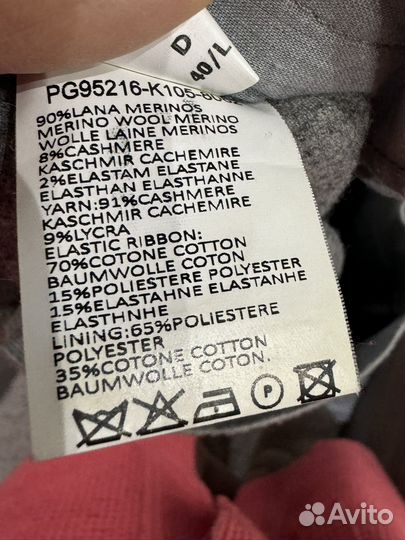 D
40/L
PG95216-K105-
90%LANA MERINOS
MERINO WOOL MERINO
WOLLE LAINE MERINOS
8%CASHMERE
KASCHMIR CACHEMIRE
2%ELASTAM ELASTANE
ELASTHAN ELASTHANNE
YARN:91%CASHMERE
KASCHMIR CACHEMIRE
9%LYCRA
ELASTIC RIBBON:
70%COTONE COTTON
BAUMWOLLE COTON
15%POLIESTERE POLYESTER
15%ELASTAHNE ELASTANHE
ELASTHNHE
LINING:65%POLIESTERE
POLYESTER
35%COTONE COTTON
BAUMWOLLE COTON.
P
Avito